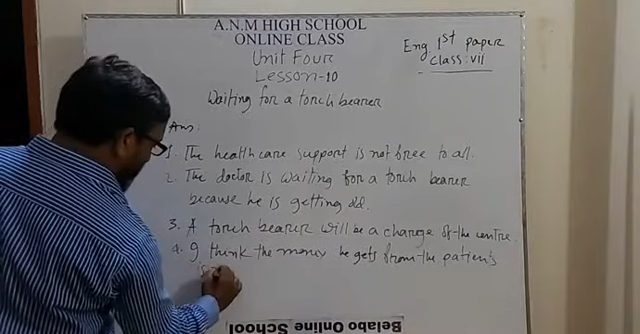 A.N.M HIGH SCHOOL
ONLINE CLASS
Eng 1st paper
Class: VII
Unit Four
Lesson-10
Waiting for a torch bearer
Ans:
1. The health care support is not free to all.
2. The doctor is waiting for a torch bearer
because he is getting old.
3. A torch bearer will be a change of the centre.
4. I think the money he gets from the patients
is
Belabo Online School